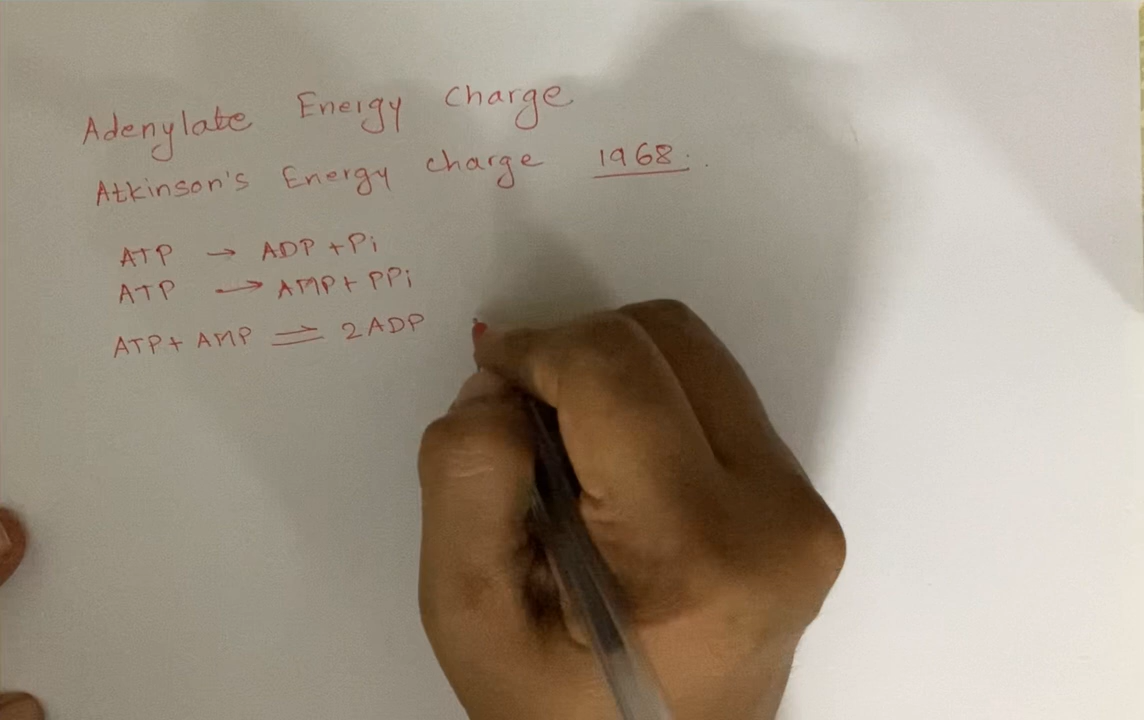 Adenylate Energy Charge
Atkinson's Energy charge 1968.
ATP → ADP + Pi
ATP → AMP + PPi
ATP + AMP ⇌ 2ADP